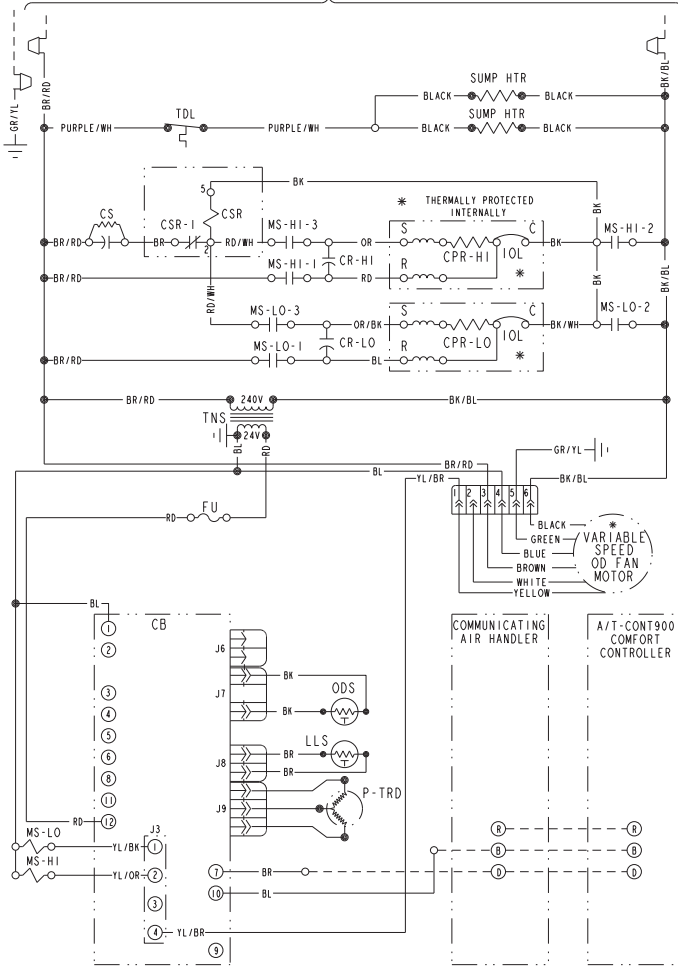 SUMP HTR
BLACK BLACK
SUMP HTR
BLACK BLACK
TDL
PURPLE/WH PURPLE/WH
GR/YL
BR/RD
BK/BL
BK
5
CS
CSR-1
CSR
2
* THERMALLY PROTECTED
INTERNALLY
BR/RD BR RD/WH MS-HI-3 OR S CPR-HI IOL C BK MS-HI-2
BK
CR-HI
BR/RD MS-HI-1 RD R *
RD/WH
BK
BK/BL
MS-LO-3 OR/BK S CPR-LO IOL C BK/WH MS-LO-2
CR-LO
BR/RD MS-LO-1 BL R *
BR/RD 240V BK/BL
TNS
24V
BL RD
GR/YL
BR/RD
BL
YL/BR BK/BL
1 2 3 4 5 6
RD FU
BLACK
GREEN
BLUE
BROWN
WHITE
YELLOW
*
VARIABLE
SPEED
OD FAN
MOTOR
BL
CB
1
2
3
4
5
6
8
11
12
RD
J6
J7
BK
BK
ODS
LLS
J8
BR
BR
J9
P-TRD
COMMUNICATING
AIR HANDLER
A/T-CONT900
COMFORT
CONTROLLER
MS-LO
YL/BK
J3
1
MS-HI
YL/OR
2
3
4 YL/BR
7 BR
10 BL
9
R R
B B
D D